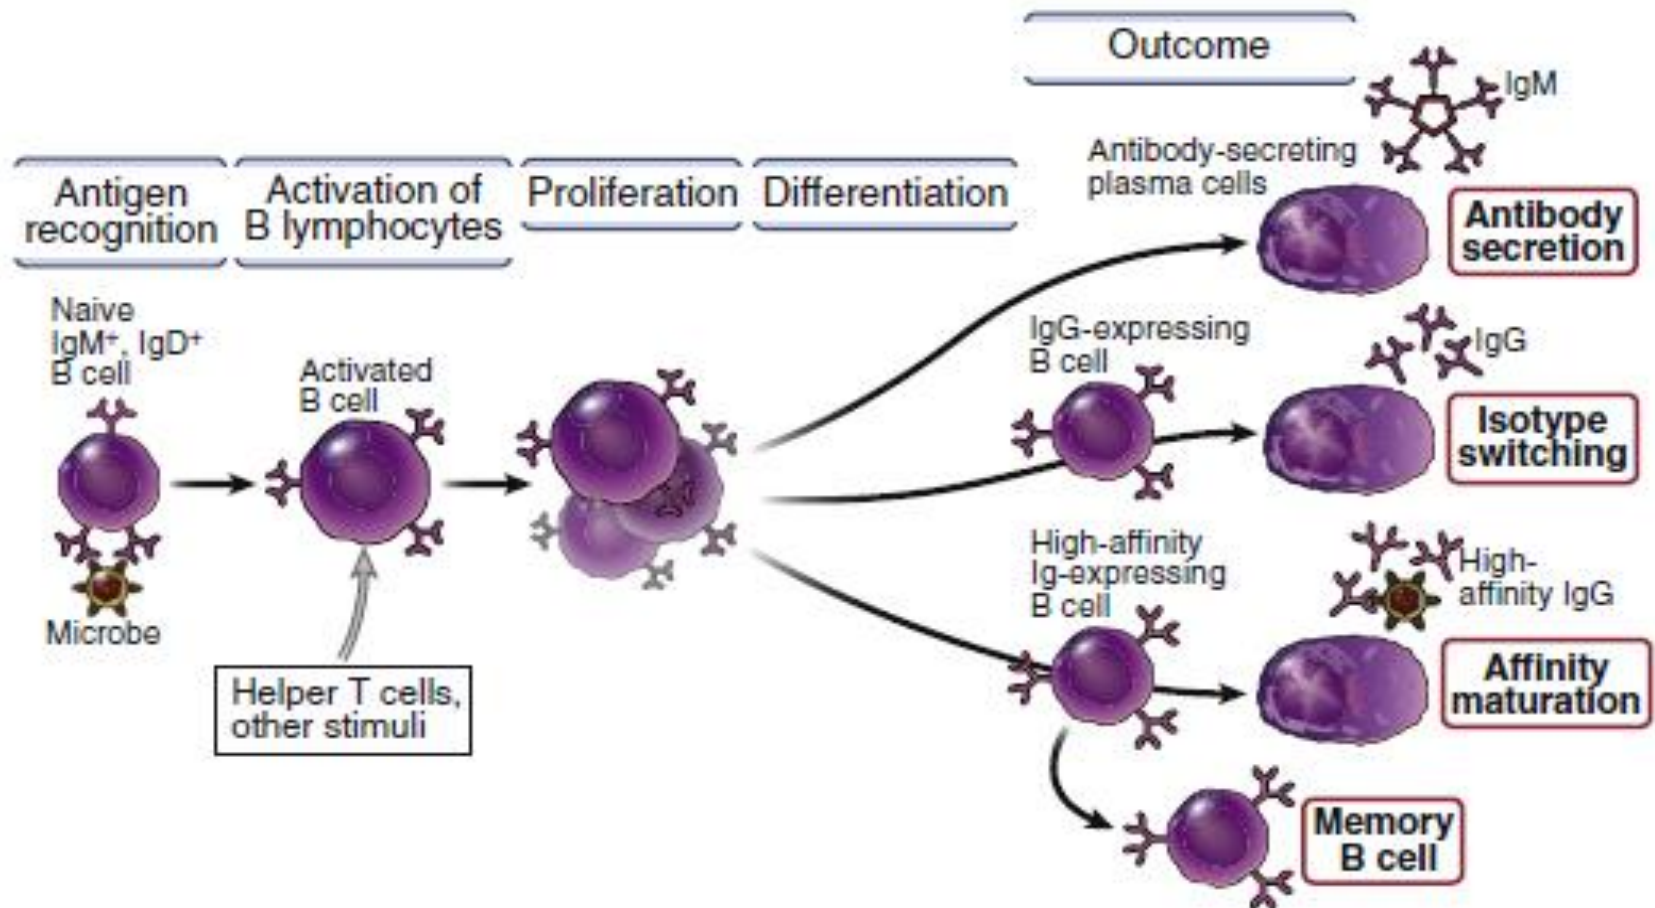 Outcome
IgM
Antibody-secreting
plasma cells
Antigen
recognition
Activation of
B lymphocytes
Proliferation
Differentiation
Antibody
secretion
Naive
IgM+, IgD+
B cell
Activated
B cell
IgG-expressing
B cell
IgG
Isotype
switching
High-affinity
Ig-expressing
B cell
High-
affinity IgG
Microbe
Helper T cells,
other stimuli
Affinity
maturation
Memory
B cell